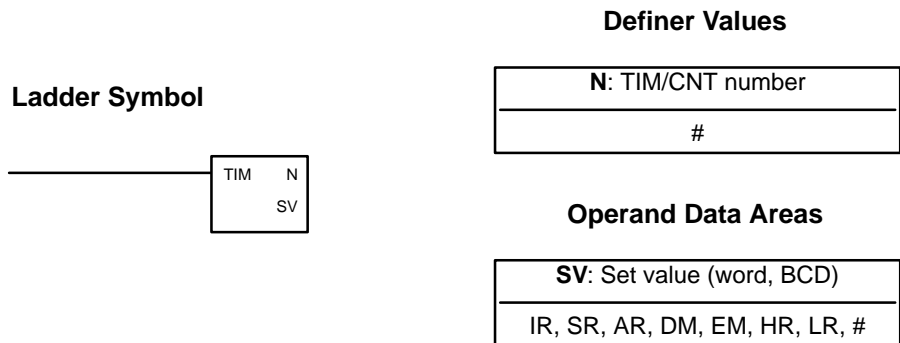 Ladder Symbol
TIM N
SV
Definer Values
N: TIM/CNT number
#
Operand Data Areas
SV: Set value (word, BCD)
IR, SR, AR, DM, EM, HR, LR, #